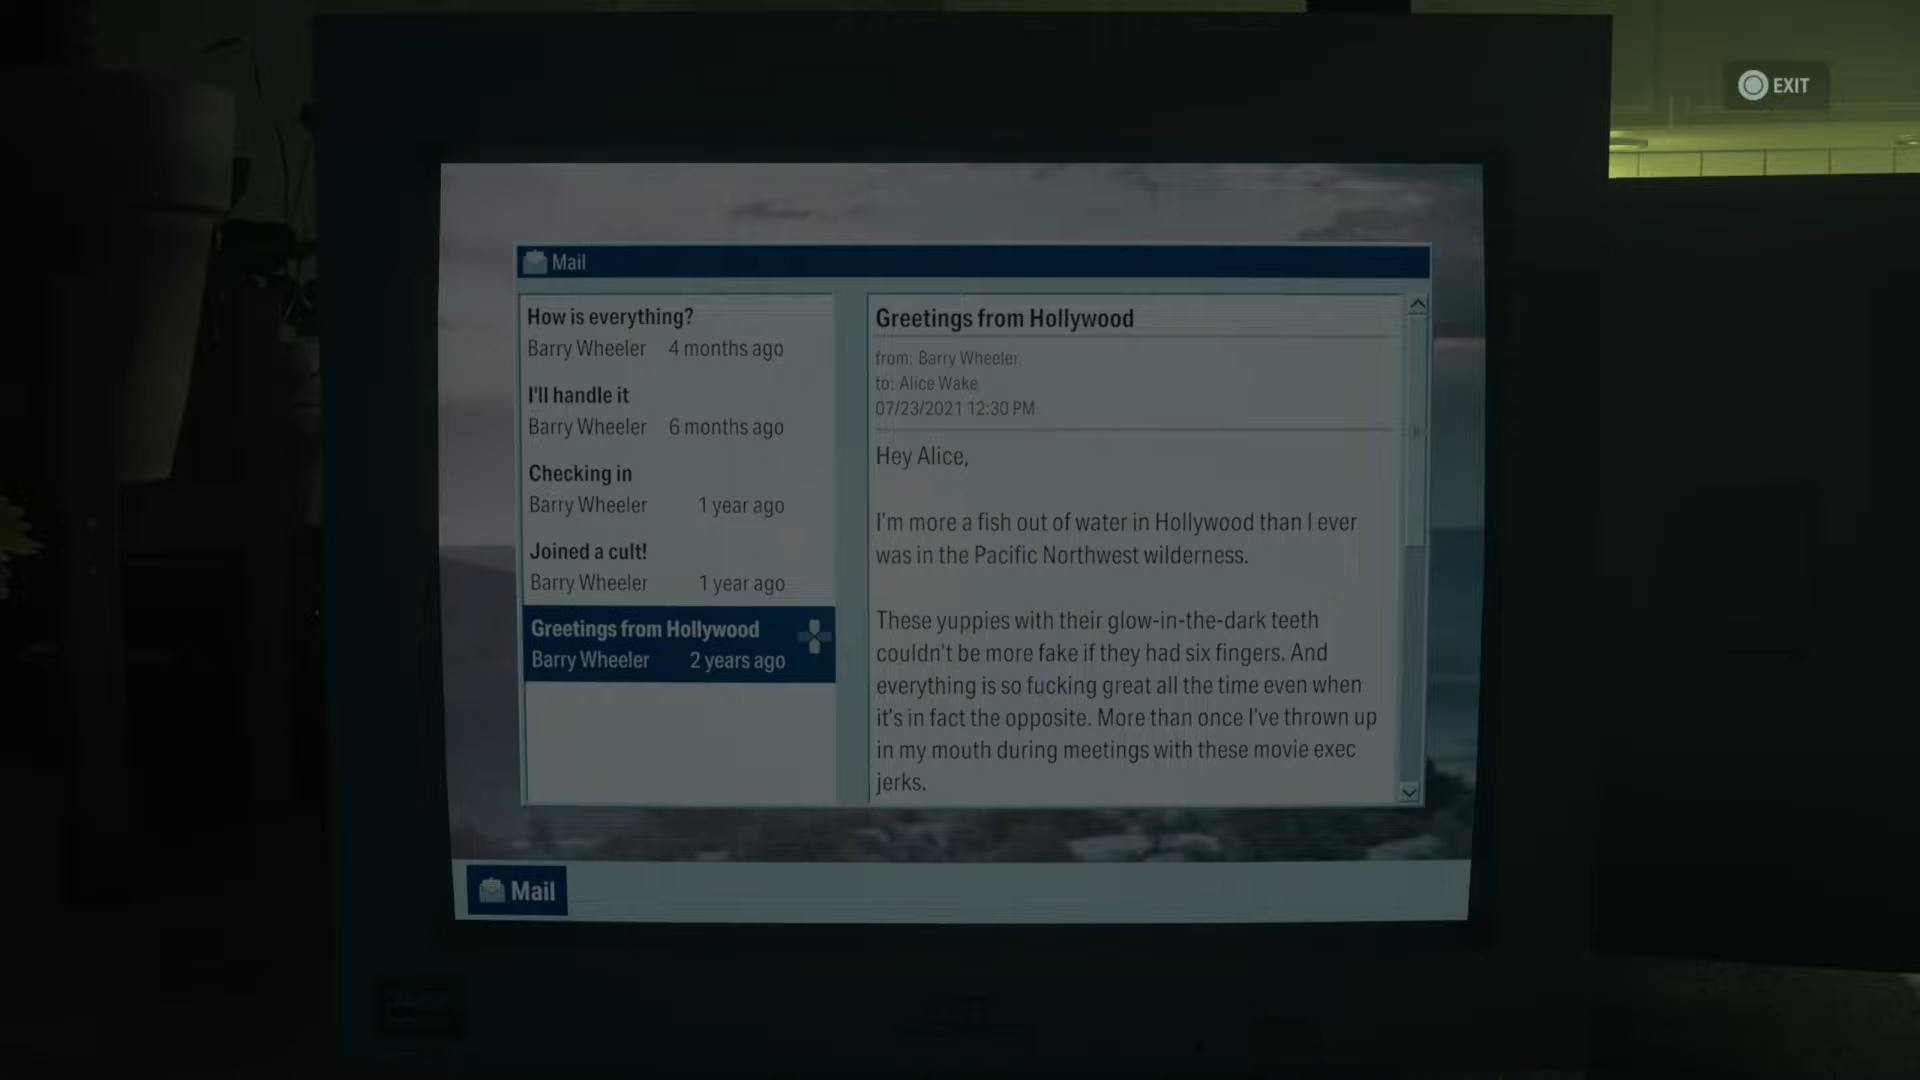 EXIT
Mail
How is everything?
Barry Wheeler 4 months ago
I'll handle it
Barry Wheeler 6 months ago
Checking in
Barry Wheeler 1 year ago
Joined a cult!
Barry Wheeler 1 year ago
Greetings from Hollywood
Barry Wheeler 2 years ago
Greetings from Hollywood
from: Barry Wheeler
to: Alice Wake
07/23/2021 12:30 PM
Hey Alice,
I'm more a fish out of water in Hollywood than I ever
was in the Pacific Northwest wilderness.
These yuppies with their glow-in-the-dark teeth
couldn't be more fake if they had six fingers. And
everything is so fucking great all the time even when
it's in fact the opposite. More than once I've thrown up
in my mouth during meetings with these movie exec
jerks.
Mail